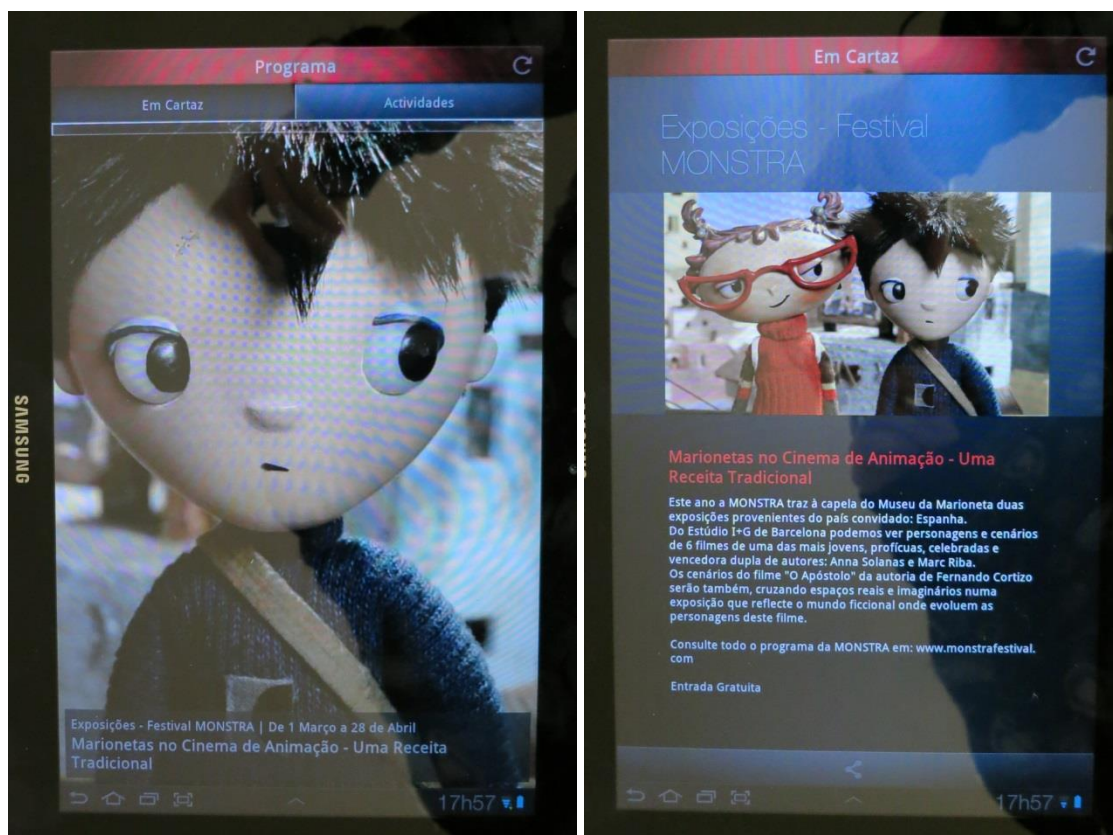 Programa
Em Cartaz
Actividades
SAMSUNG
Exposições - Festival MONSTRA | De 1 Março a 28 de Abril
Marionetas no Cinema de Animação - Uma Receita
Tradicional
17h57
Em Cartaz
Exposições - Festival
MONSTRA
Marionetas no Cinema de Animação - Uma
Receita Tradicional
Este ano a MONSTRA traz à capela do Museu da Marioneta duas
exposições provenientes do país convidado: Espanha.
Do Estúdio I+G de Barcelona podemos ver personagens e cenários
de 6 filmes de uma das mais jovens, profícuas, celebradas e
vencedora dupla de autores: Anna Solanas e Marc Riba.
Os cenários do filme "O Apóstolo" da autoria de Fernando Cortizo
serão também, cruzando espaços reais e imaginários numa
exposição que reflecte o mundo ficcional onde evoluem as
personagens deste filme.
Consulte todo o programa da MONSTRA em: www.monstrafestival.
com
Entrada Gratuita
17h57